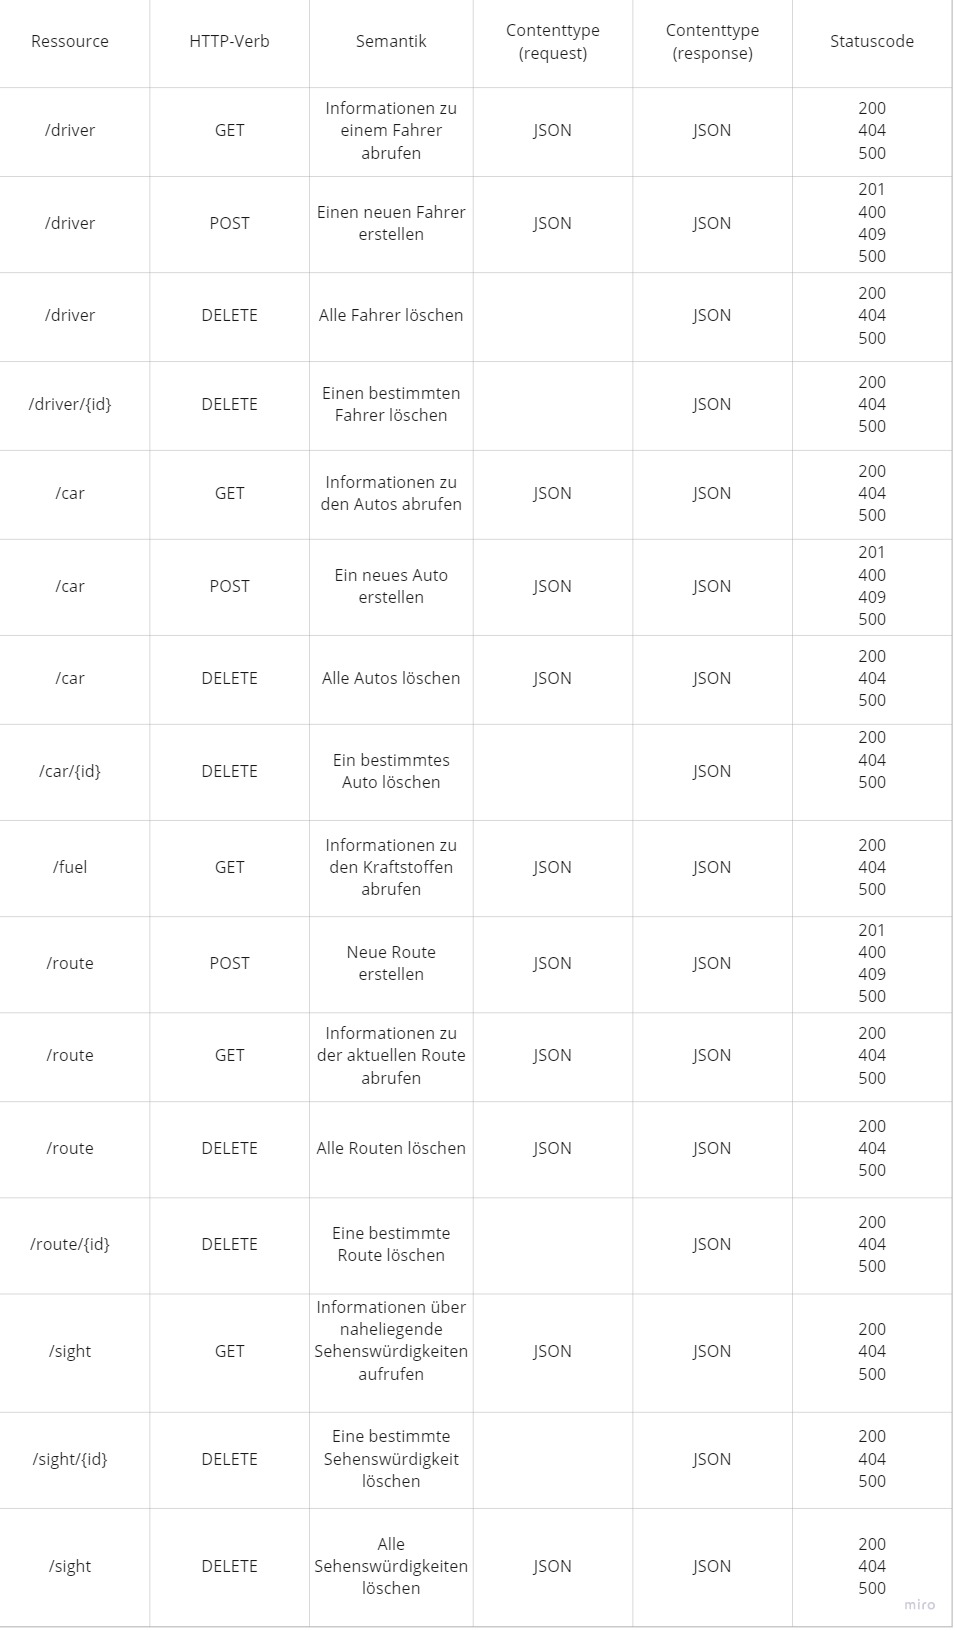 Ressource
HTTP-Verb
Semantik
Contenttype
(request)
Contenttype
(response)
Statuscode
/driver
GET
Informationen zu
einem Fahrer
abrufen
JSON
JSON
200
404
500
/driver
POST
Einen neuen Fahrer
erstellen
JSON
JSON
201
400
409
500
/driver
DELETE
Alle Fahrer löschen
JSON
200
404
500
/driver/{id}
DELETE
Einen bestimmten
Fahrer löschen
JSON
200
404
500
/car
GET
Informationen zu
den Autos abrufen
JSON
JSON
200
404
500
/car
POST
Ein neues Auto
erstellen
JSON
JSON
201
400
409
500
/car
DELETE
Alle Autos löschen
JSON
JSON
200
404
500
/car/{id}
DELETE
Ein bestimmtes
Auto löschen
JSON
200
404
500
/fuel
GET
Informationen zu
den Kraftstoffen
abrufen
JSON
JSON
200
404
500
/route
POST
Neue Route
erstellen
JSON
JSON
201
400
409
500
/route
GET
Informationen zu
der aktuellen Route
abrufen
JSON
JSON
200
404
500
/route
DELETE
Alle Routen löschen
JSON
JSON
200
404
500
/route/{id}
DELETE
Eine bestimmte
Route löschen
JSON
200
404
500
/sight
GET
Informationen über
naheliegende
Sehenswürdigkeiten
aufrufen
JSON
JSON
200
404
500
/sight/{id}
DELETE
Eine bestimmte
Sehenswürdigkeit
löschen
JSON
200
404
500
/sight
DELETE
Alle
Sehenswürdigkeiten
löschen
JSON
JSON
200
404
500
miro